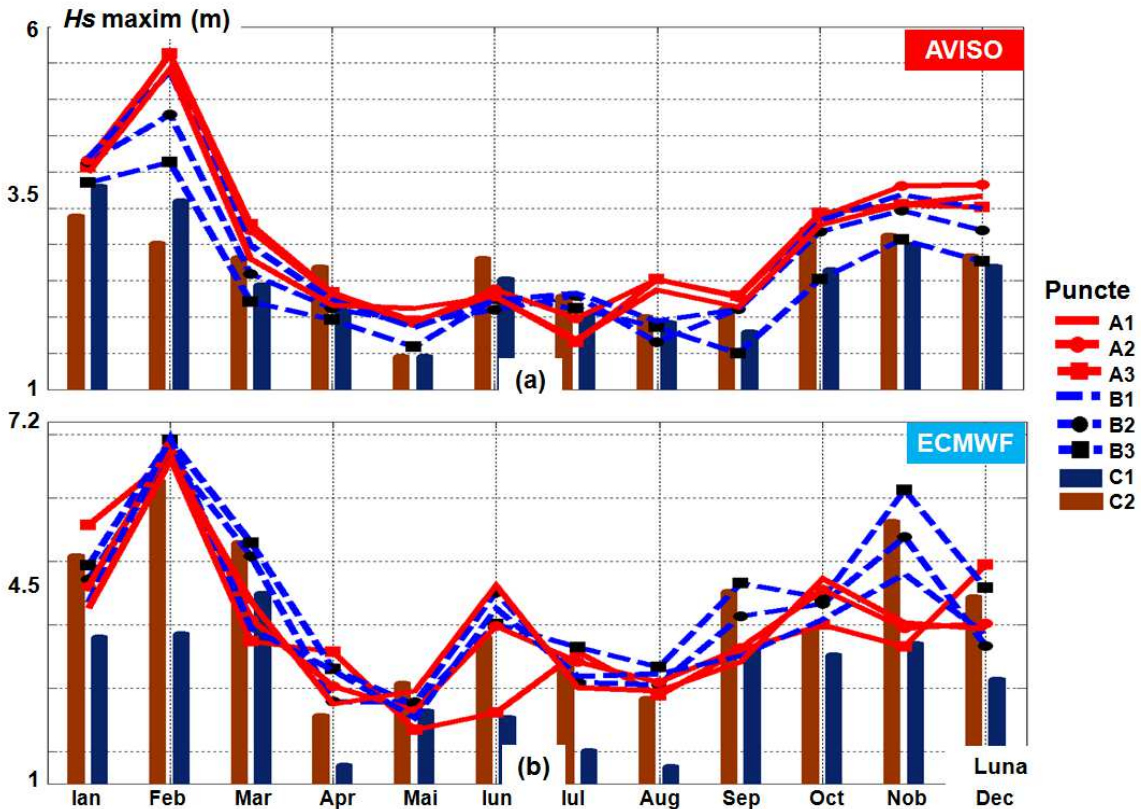 Hs maxim (m)
6
AVISO
3.5
1
(a)
7.2
ECMWF
4.5
1
(b)
Luna
Ian Feb Mar Apr Mai Iun Iul Aug Sep Oct Nob Dec
Puncte
A1
A2
A3
B1
B2
B3
C1
C2